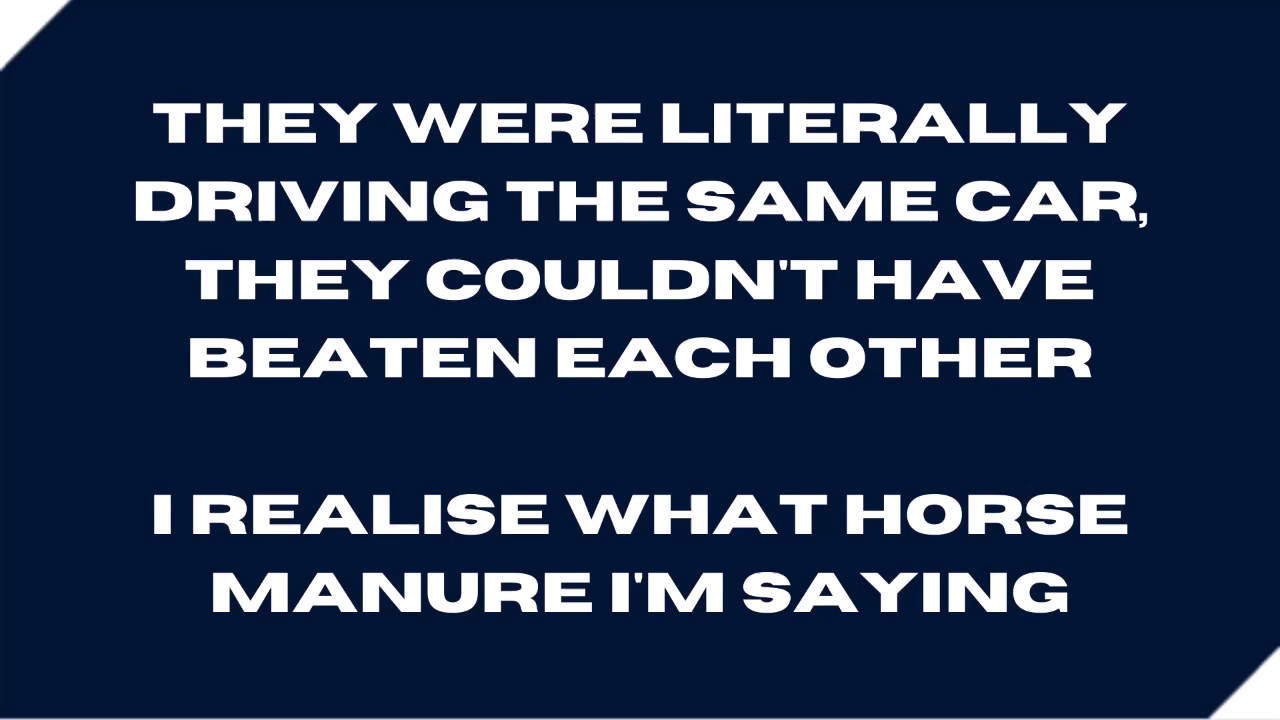 THEY WERE LITERALLY
DRIVING THE SAME CAR,
THEY COULDN'T HAVE
BEATEN EACH OTHER
I REALISE WHAT HORSE
MANURE I'M SAYING